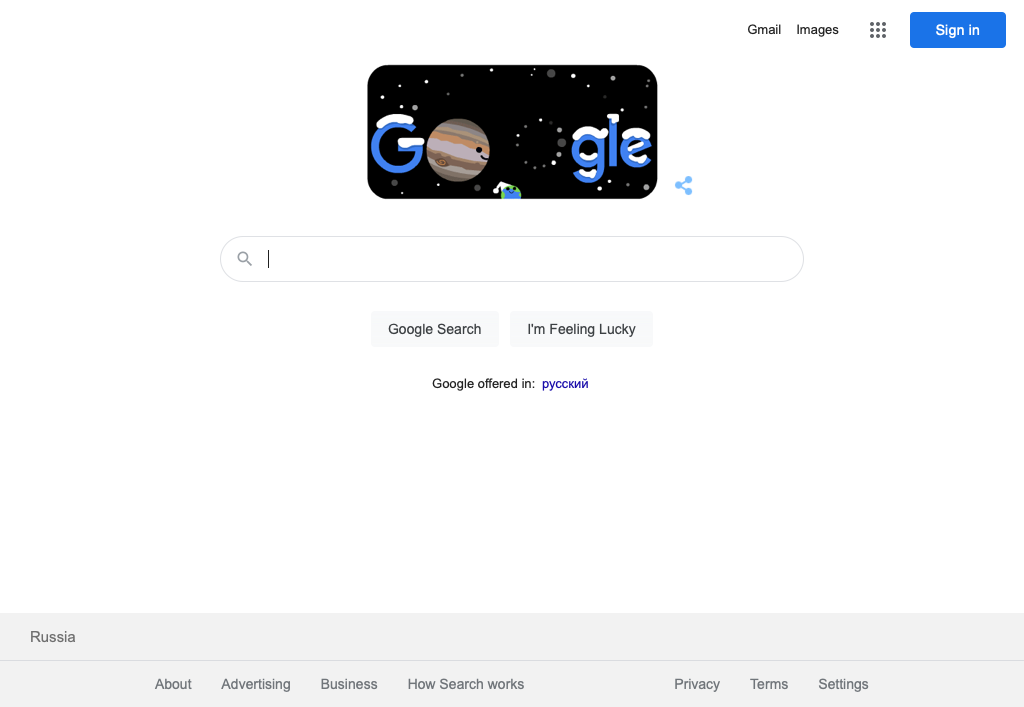 Gmail Images Sign in
Google
Google Search I'm Feeling Lucky
Google offered in: русский
Russia
About Advertising Business How Search works Privacy Terms Settings